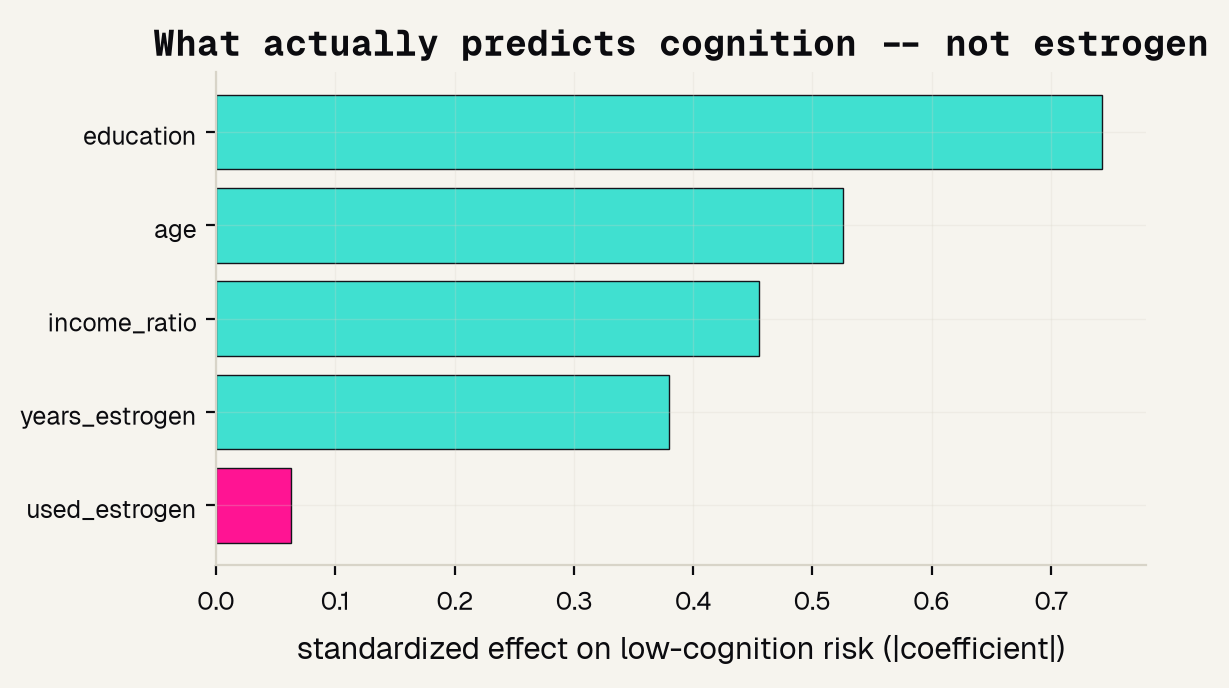 What actually predicts cognition -- not estrogen
education
age
income_ratio
years_estrogen
used_estrogen
0.0 0.1 0.2 0.3 0.4 0.5 0.6 0.7
standardized effect on low-cognition risk (|coefficient|)